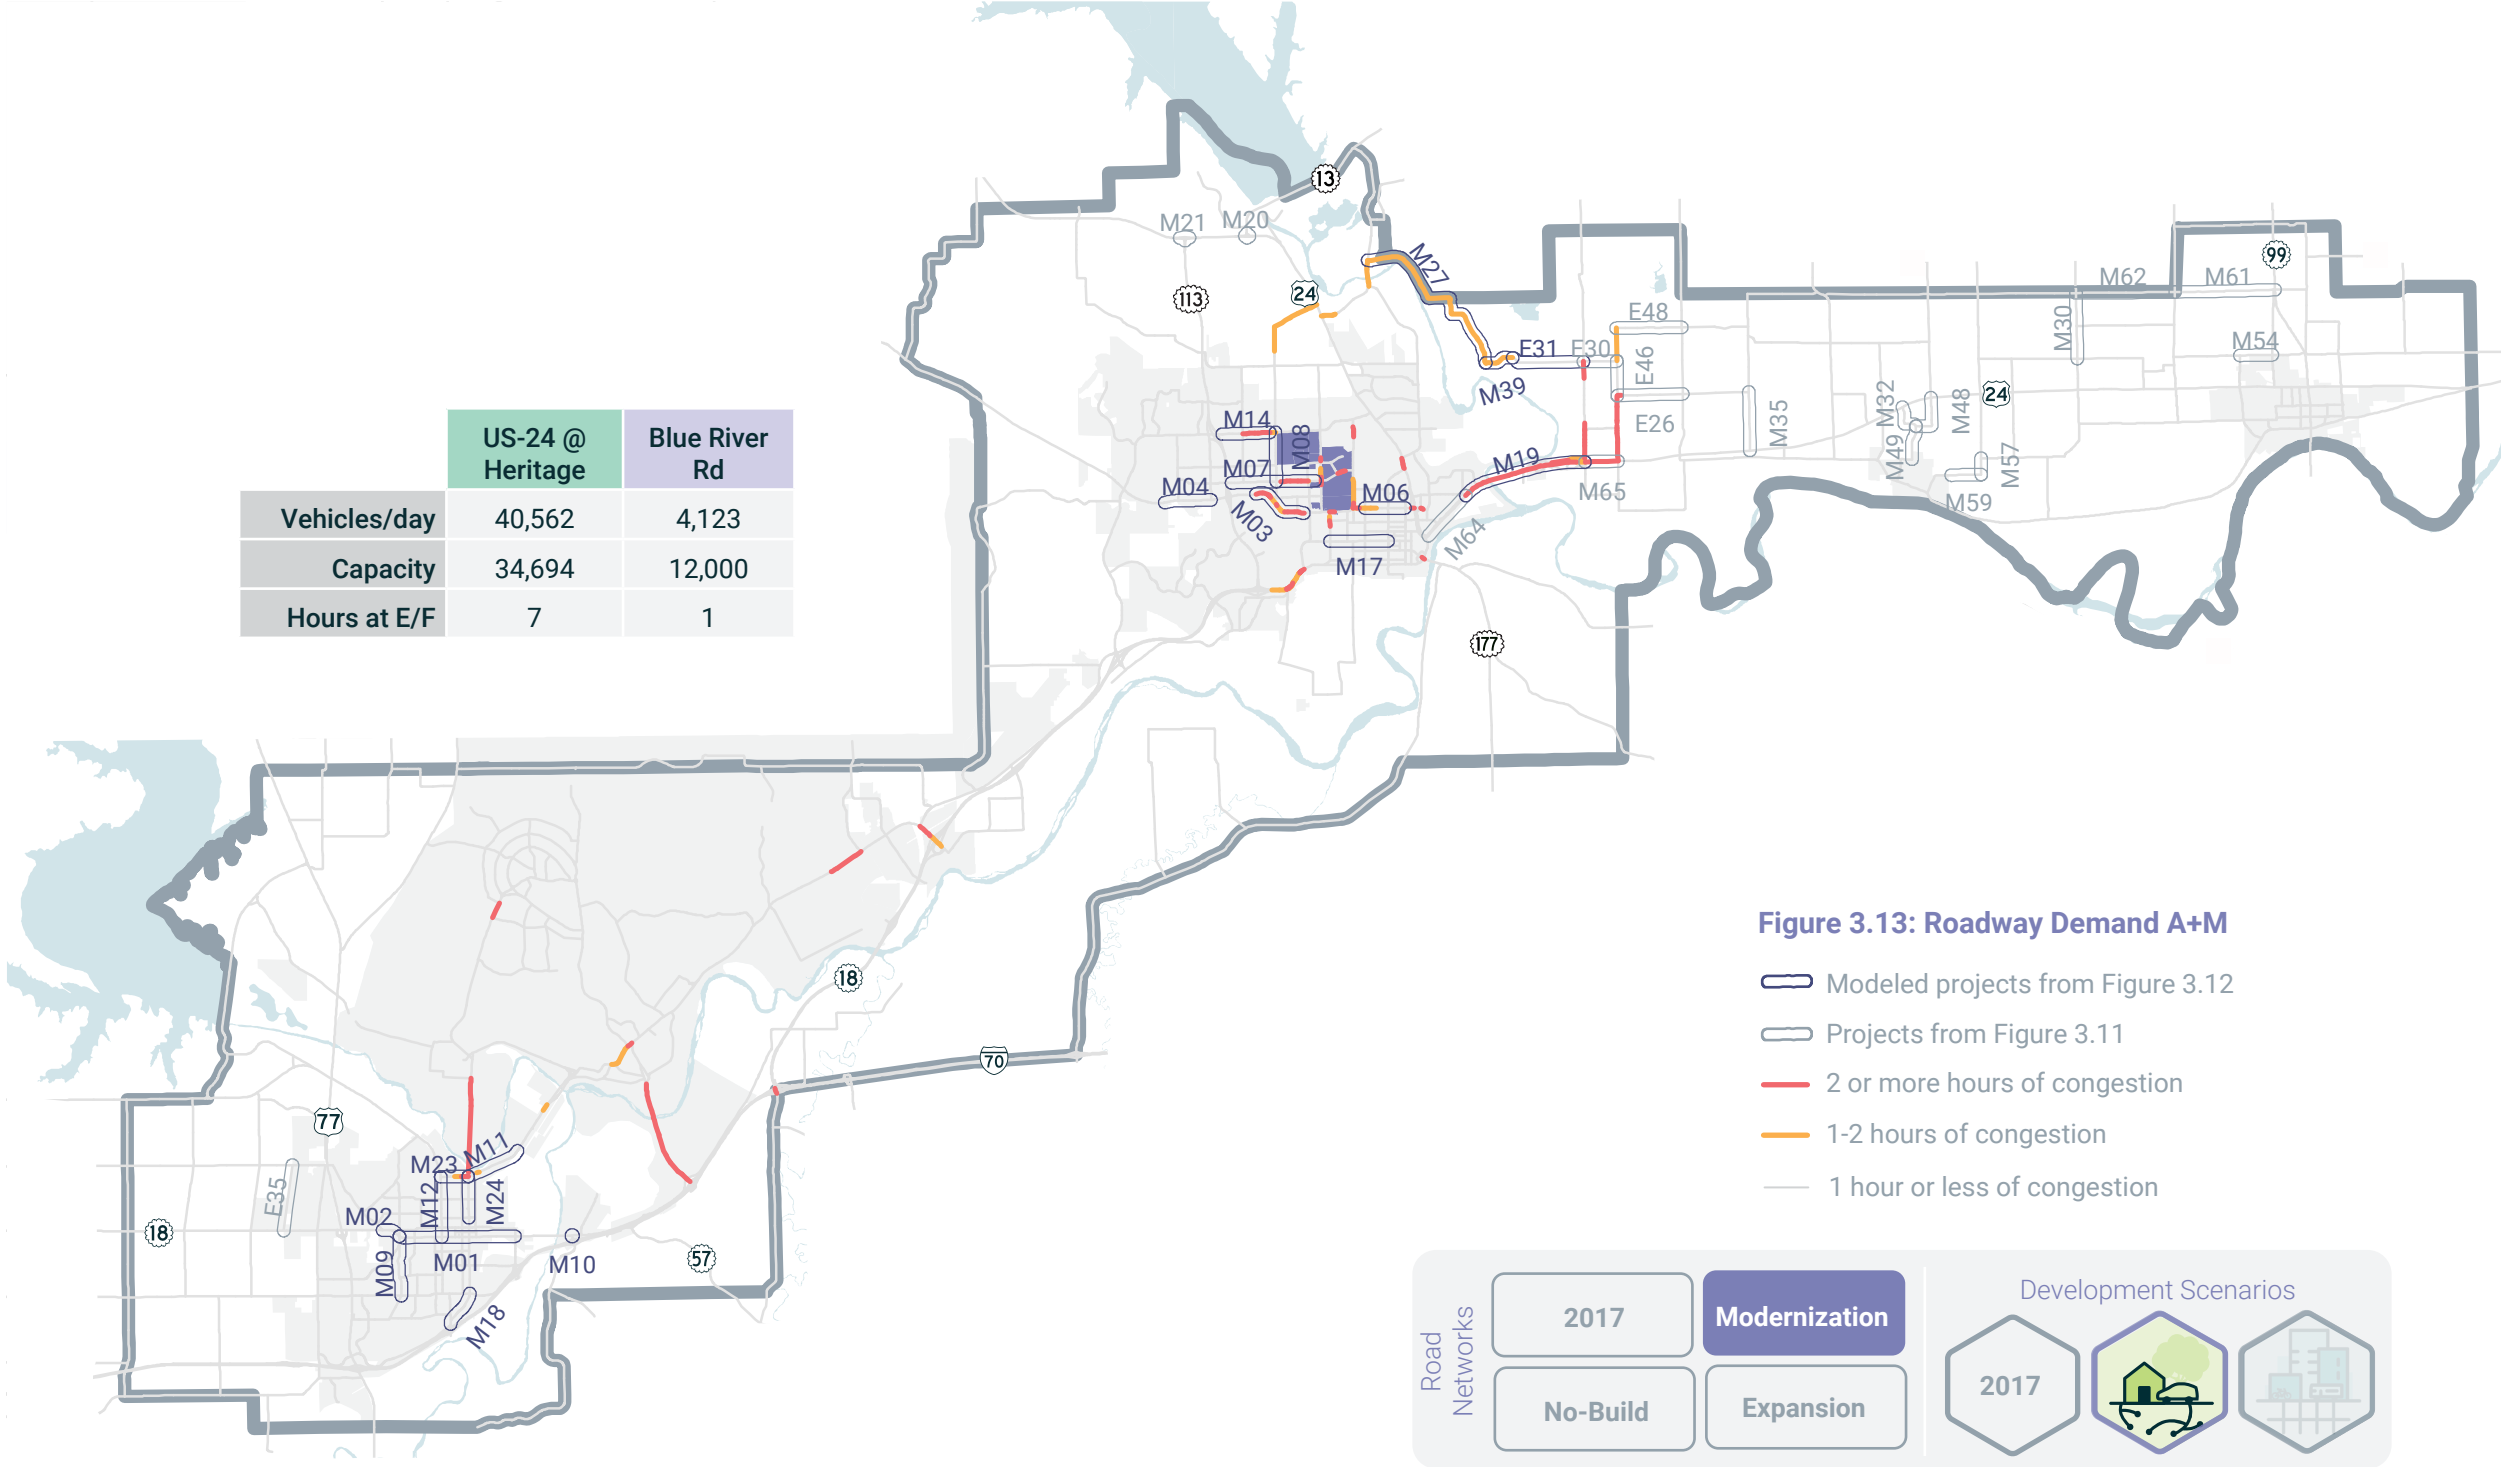 13
M21
M20
113
24
M27
99
M62
M61
M30
M54
E48
E31
E30
E46
M39
E26
M35
M32
M48
24
M49
M57
M59
M65
M19
M64
M14
M08
M07
M04
M03
M06
M17
177
US-24 @ Heritage
Blue River Rd
Vehicles/day 40,562 4,123
Capacity 34,694 12,000
Hours at E/F 7 1
18
70
77
M23
M11
M12
M24
E35
M02
18
M09
M01
M10
57
M18
Figure 3.13: Roadway Demand A+M
Modeled projects from Figure 3.12
Projects from Figure 3.11
2 or more hours of congestion
1-2 hours of congestion
1 hour or less of congestion
Road
Networks
2017
Modernization
No-Build
Expansion
Development Scenarios
2017